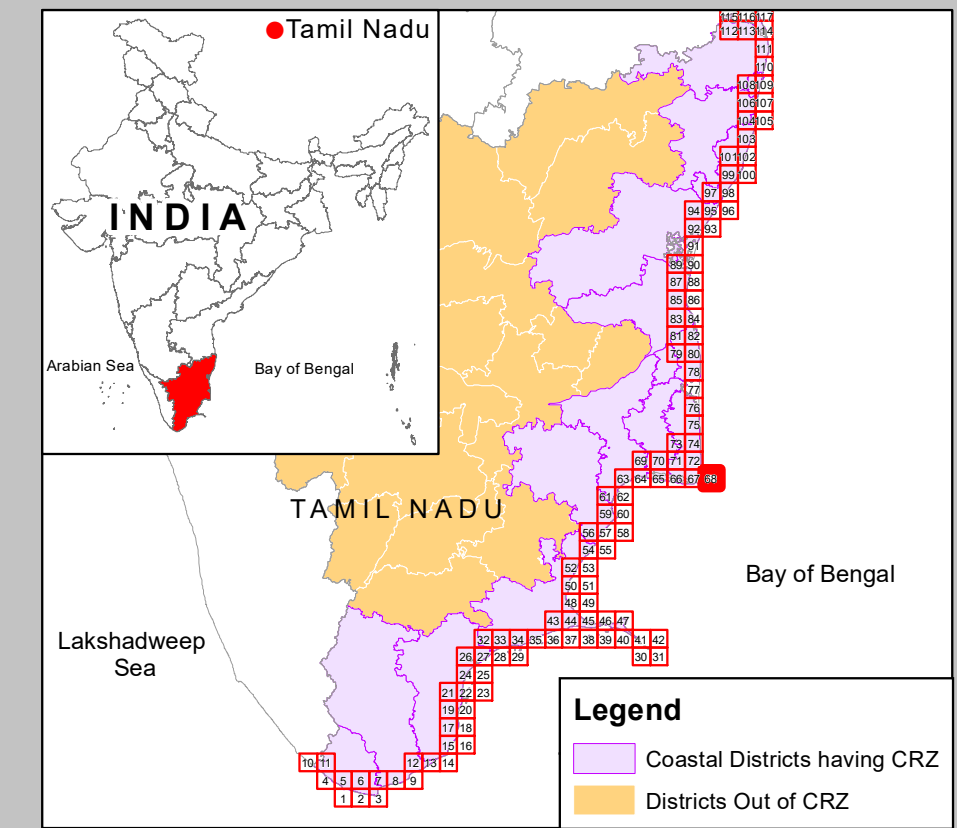 Tamil Nadu
INDIA
Arabian Sea
Bay of Bengal
115 116 117
112 113 114
111
110
108 109
106 107
104 105
103
101 102
99 100
97 98
94 95 96
92 93
91
89 90
87 88
85 86
83 84
81 82
79 80
78
77
76
75
73 74
69 70 71 72
63 64 65 66 67 68
61 62
TAMIL NADU
59 60
56 57 58
54 55
52 53
Bay of Bengal
50 51
48 49
43 44 45 46 47
Lakshadweep
Sea
32 33 34 35 36 37 38 39 40 41 42
26 27 28 29 30 31
24 25
21 22 23
19 20
17 18
15 16
10 11 12 13 14
4 5 6 7 8 9
1 2 3
Legend
Coastal Districts having CRZ
Districts Out of CRZ